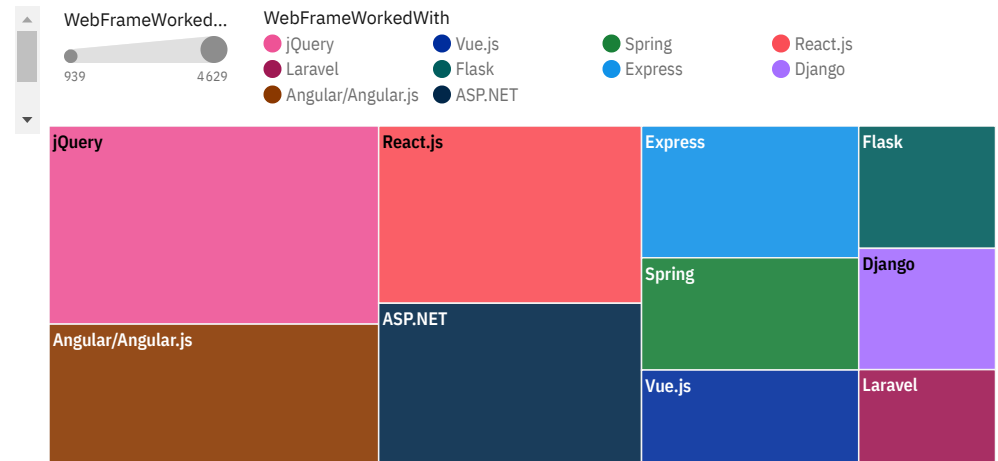 WebFrameWorked...
939 4629
WebFrameWorkedWith
jQuery Vue.js Spring React.js
Laravel Flask Express Django
Angular/Angular.js ASP.NET
jQuery
React.js
Express
Flask
Django
Spring
ASP.NET
Angular/Angular.js
Vue.js
Laravel